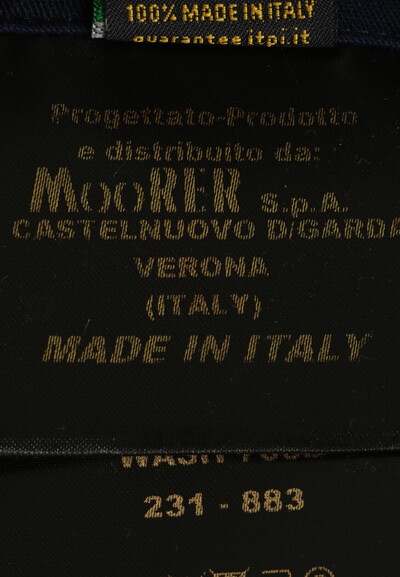 100% MADE IN ITALY
guarantee itpi.it
Progettato-Prodotto
e distribuito da:
MOORER S.p.A.
CASTELNUOVO D/GARDA
VERONA
(ITALY)
MADE IN ITALY
WASH
231 - 883